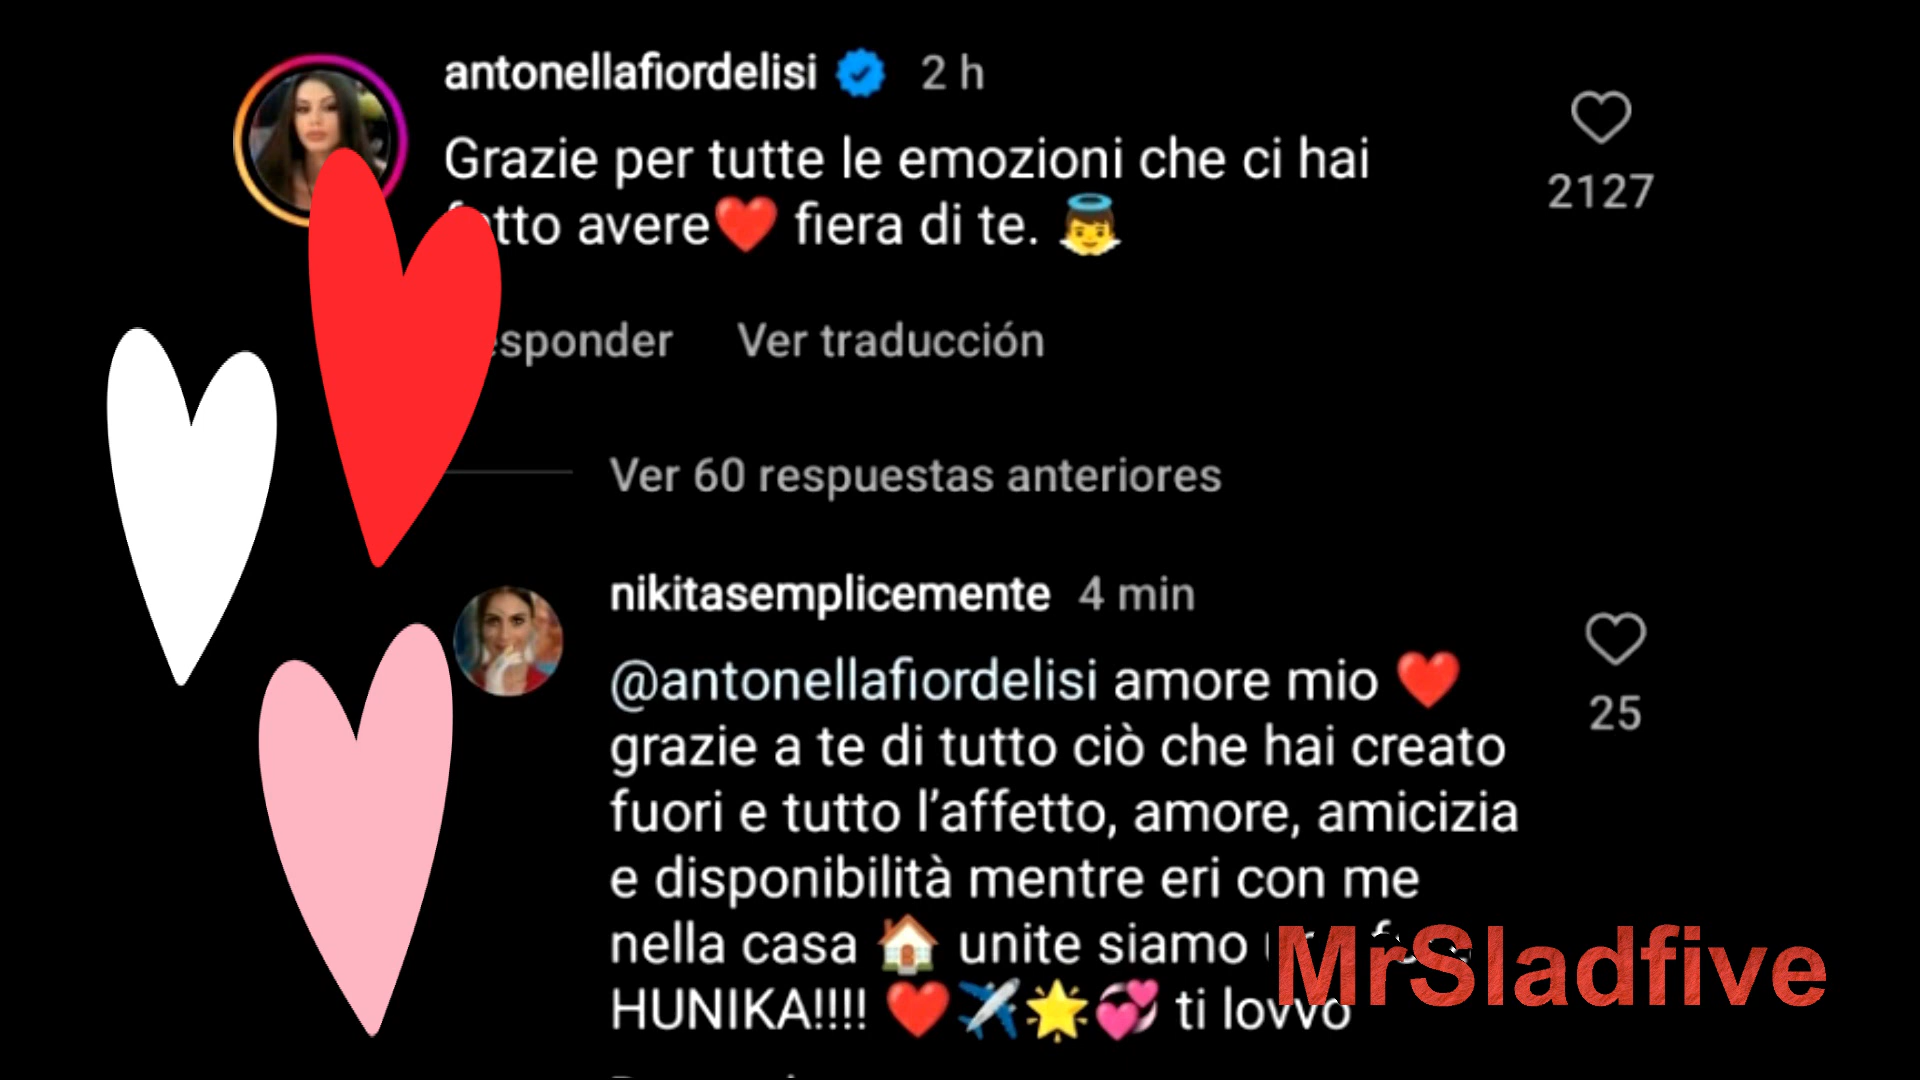 antonellafiordelisi 2 h
Grazie per tutte le emozioni che ci hai
2127
avere❤️ fiera di te. 👼
Ver traducción
Ver 60 respuestas anteriores
nikitasemplicemente 4 min
@antonellafiordelisi amore mio ❤️
25
grazie a te di tutto ciò che hai creato
fuori e tutto l’affetto, amore, amicizia
e disponibilità mentre eri con me
nella casa 🏠 unite siamo
MrSladfive
HUNIKA!!!! ❤️✈️🌟💞 ti lovvo